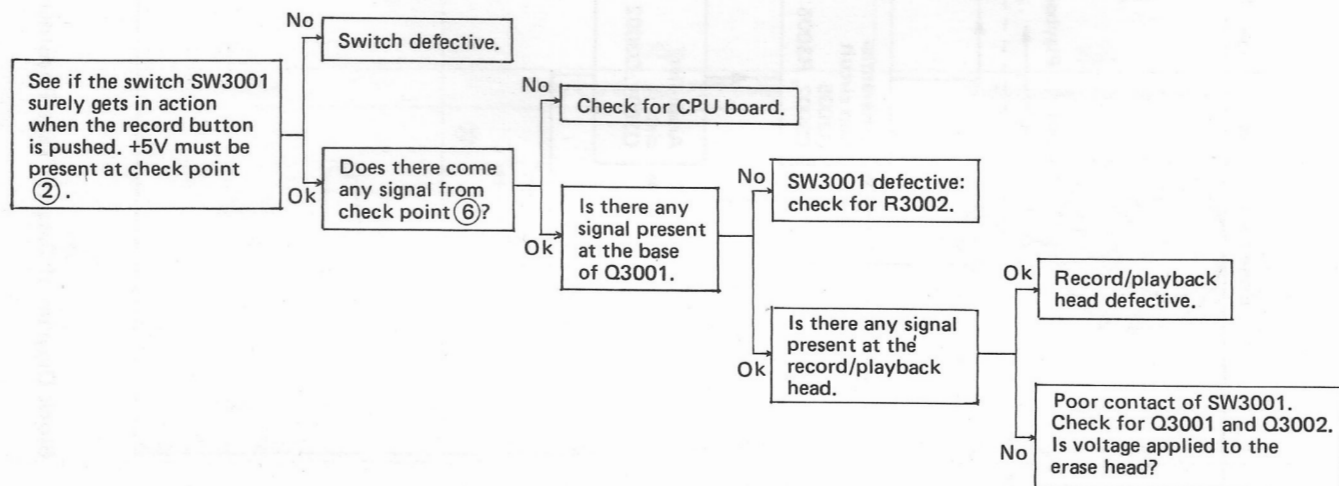 No
Switch defective.
See if the switch SW3001
surely gets in action
when the record button
is pushed. +5V must be
present at check point
② .
Ok
Does there come
any signal from
check point ⑥?
No
Check for CPU board.
Ok
Is there any
signal present
at the base
of Q3001.
No
SW3001 defective:
check for R3002.
Ok
Is there any signal
present at the
record/playback
head.
Ok
Record/playback
head defective.
No
Poor contact of SW3001.
Check for Q3001 and Q3002.
Is voltage applied to the
erase head?